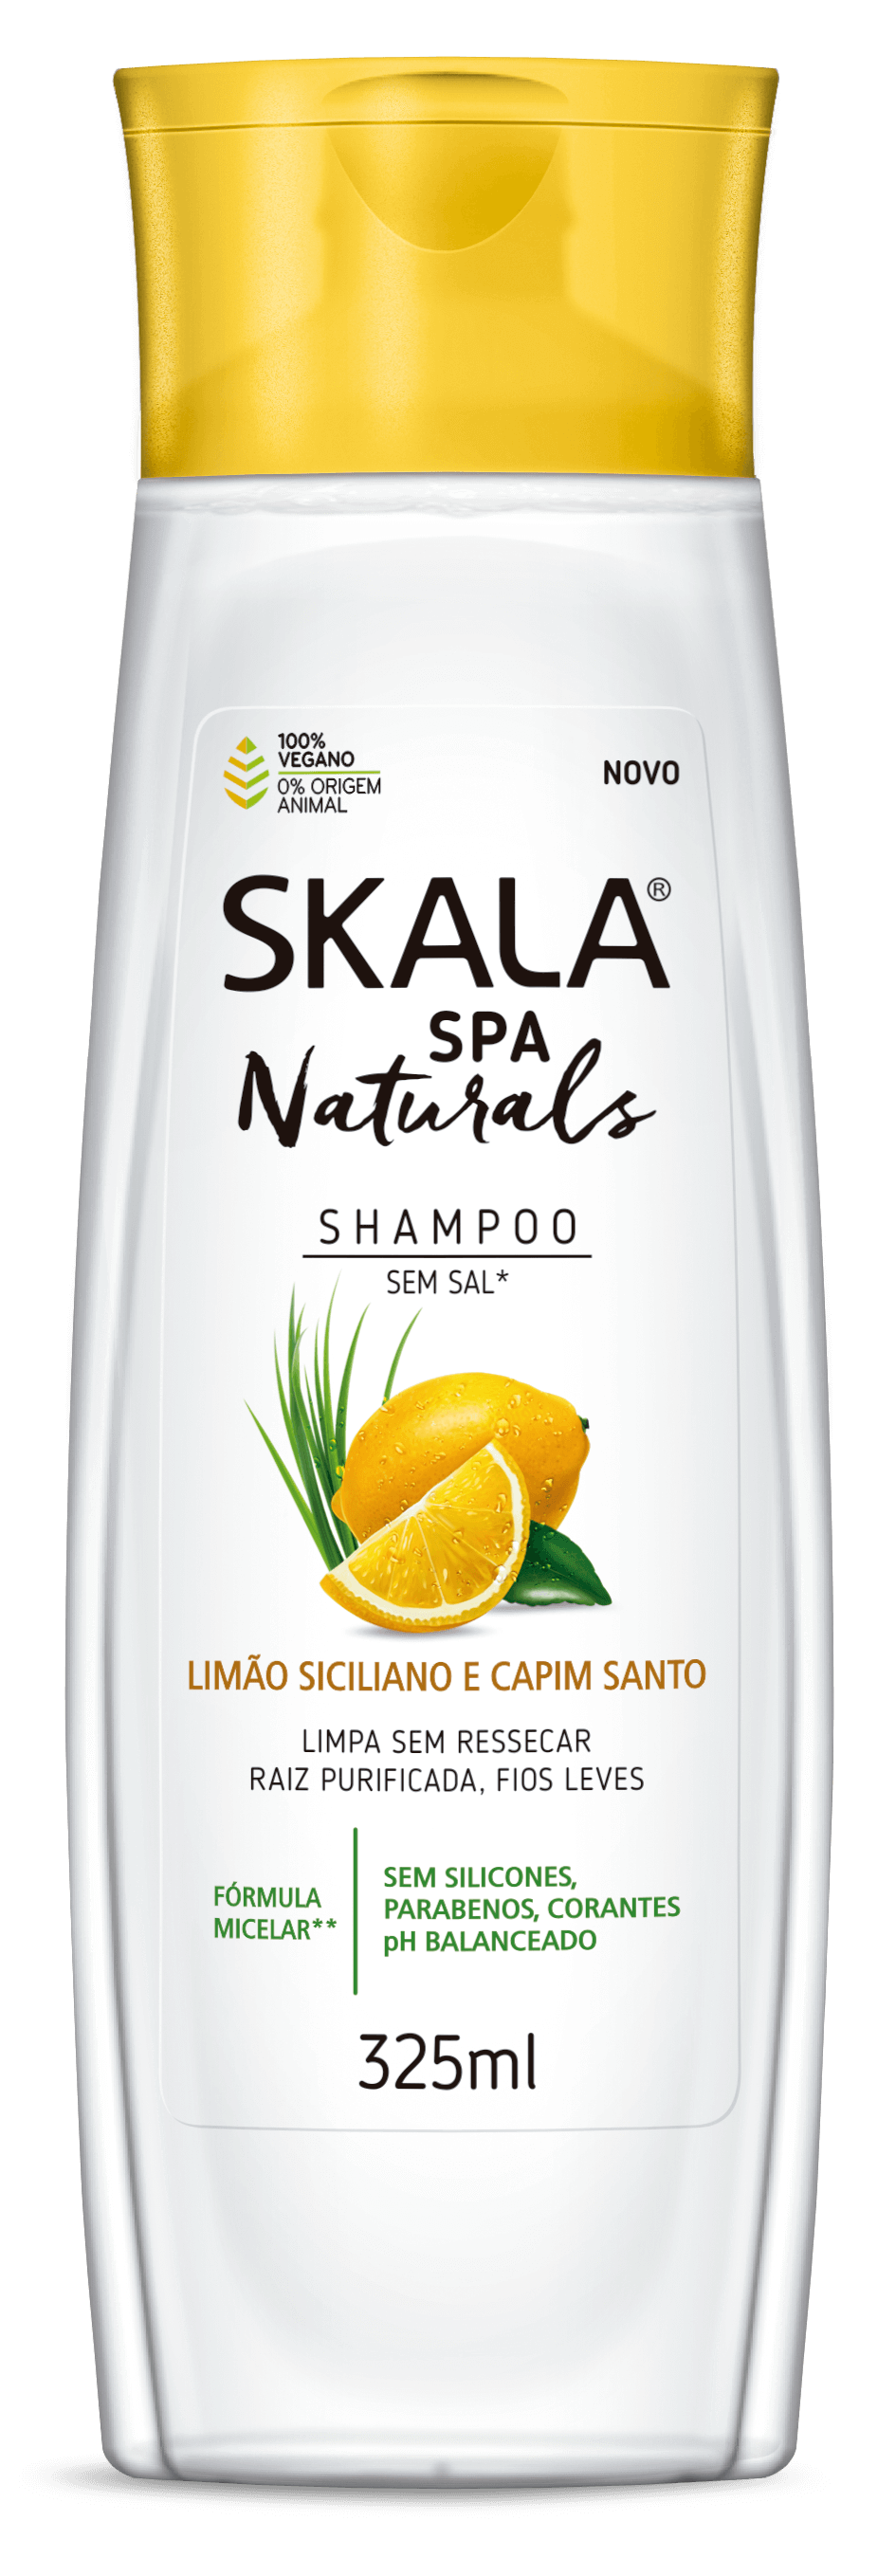 100%
VEGANO
0% ORIGEM
ANIMAL
NOVO
SKALA®
SPA
Naturals
SHAMPOO
SEM SAL*
LIMÃO SICILIANO E CAPIM SANTO
LIMPA SEM RESSECAR
RAIZ PURIFICADA, FIOS LEVES
FÓRMULA
MICELAR**
SEM SILICONES,
PARABENOS, CORANTES
pH BALANCEADO
325ml